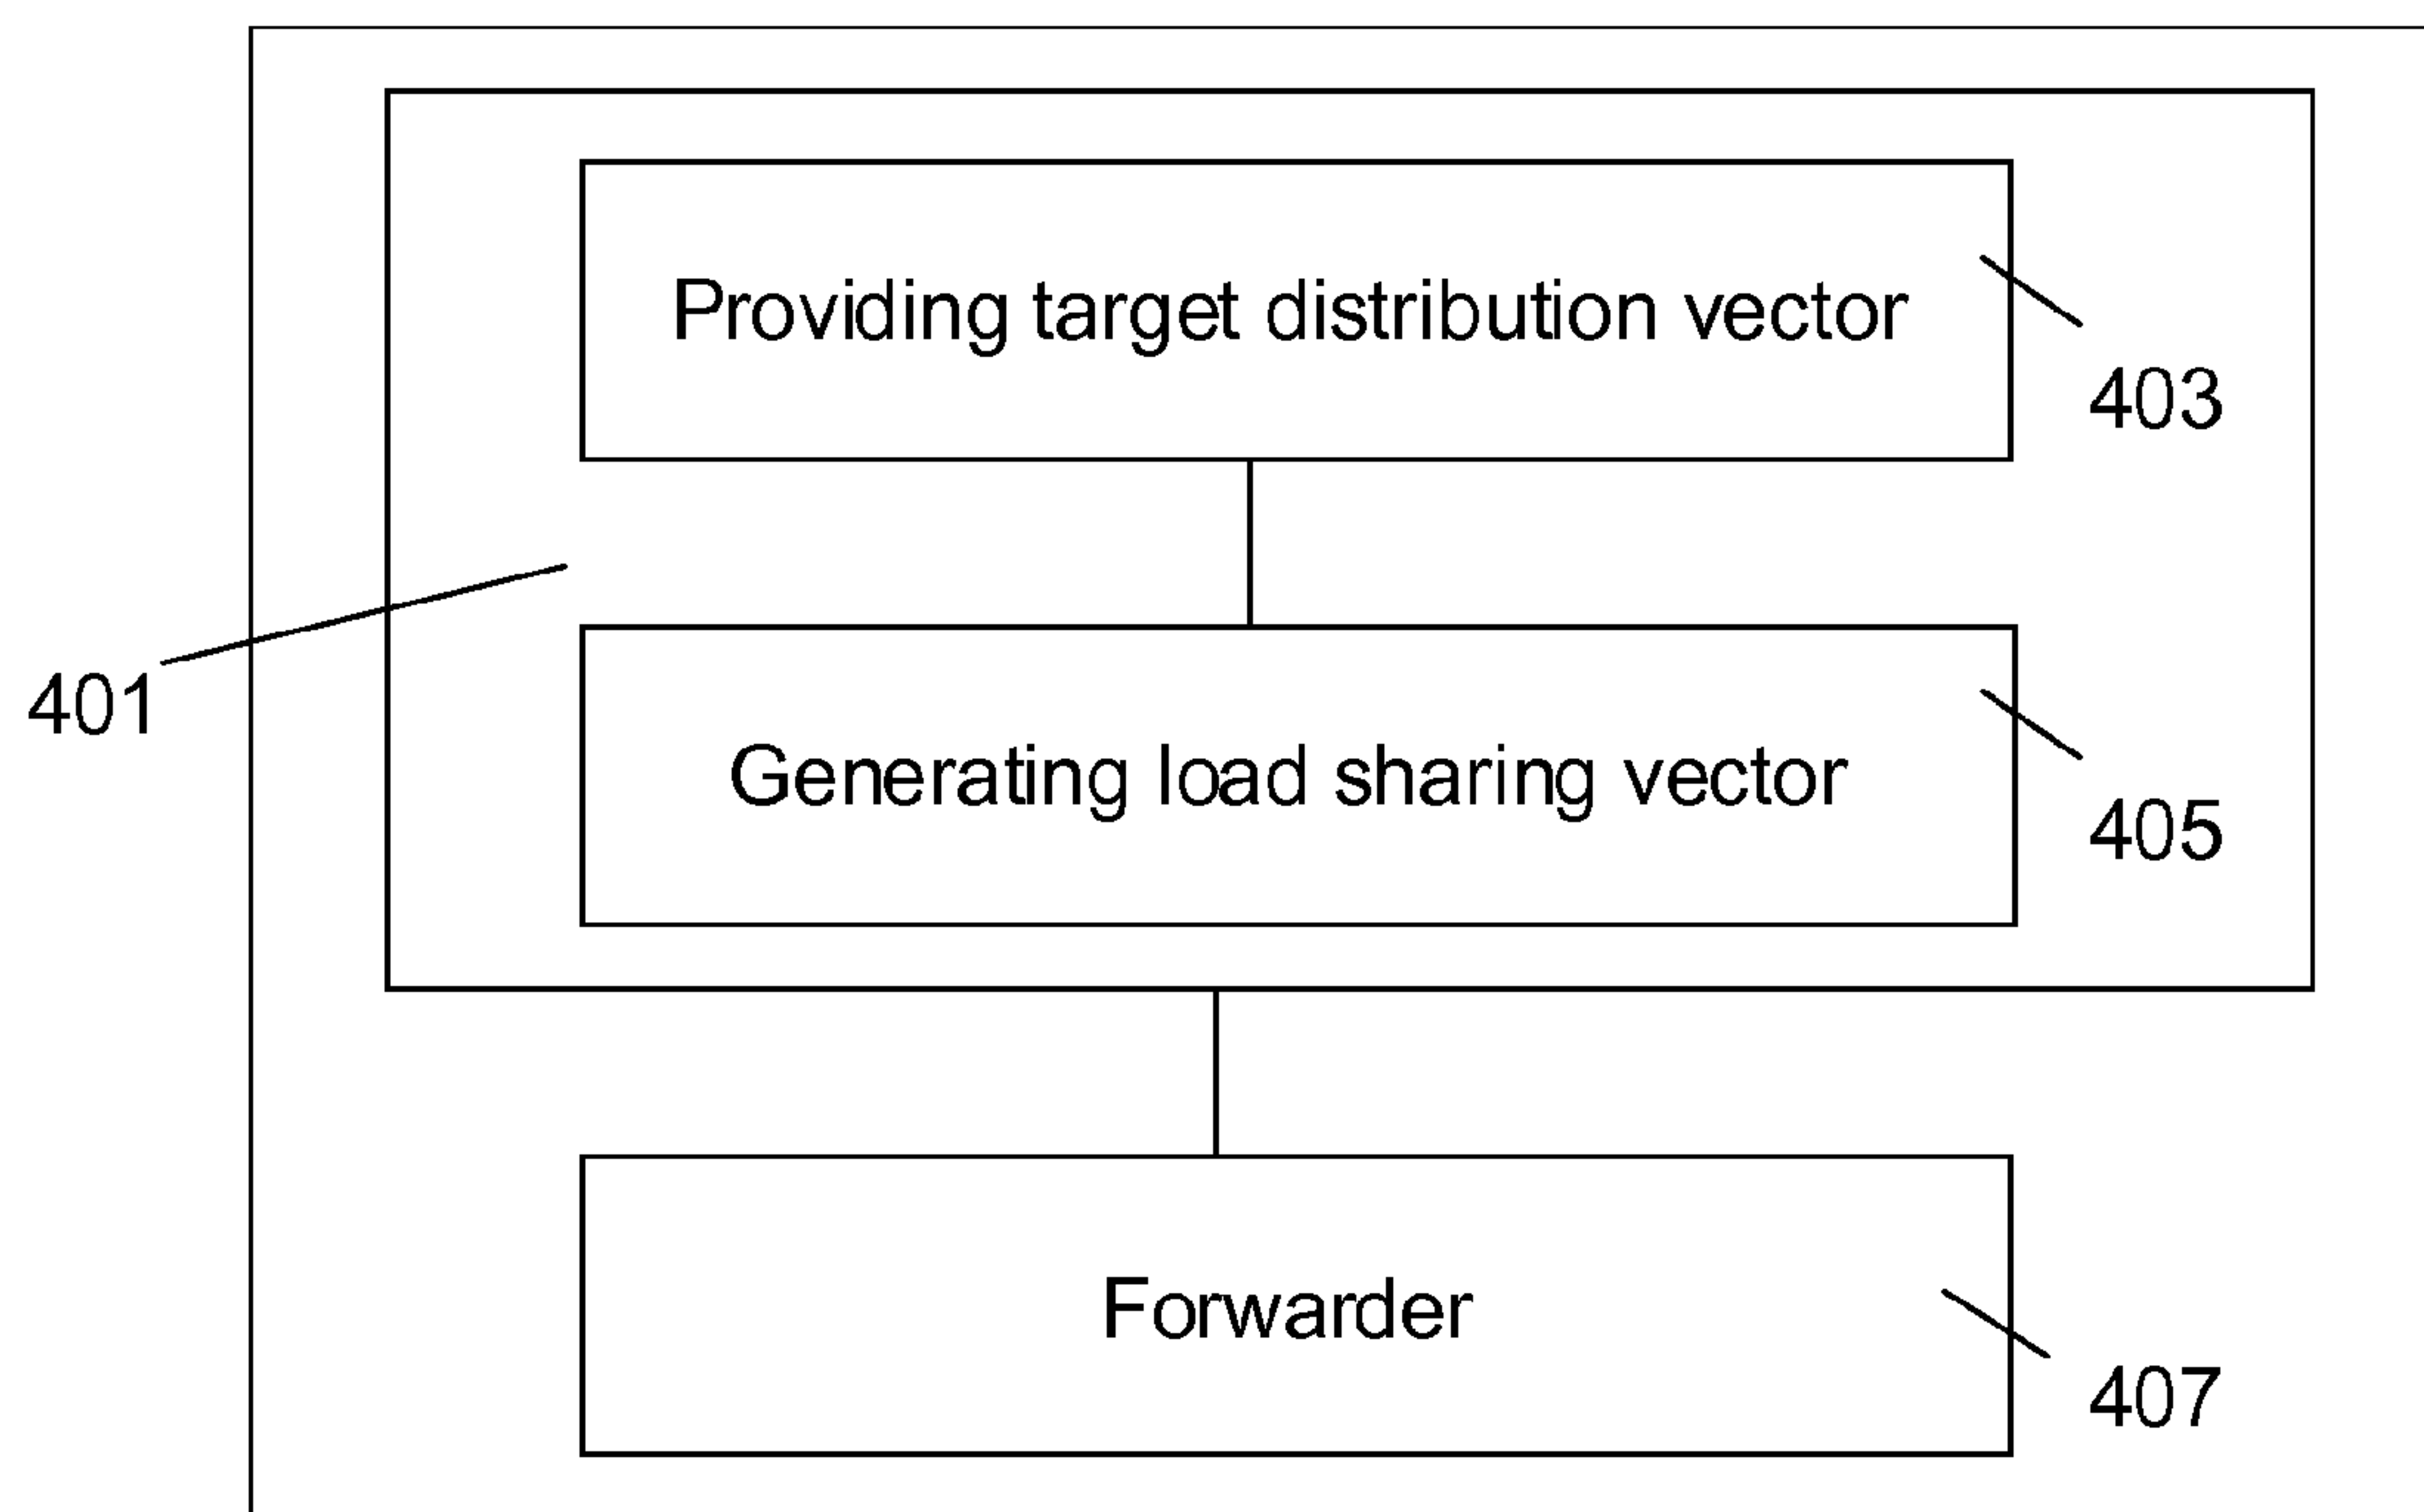 Providing target distribution vector
403
401
Generating load sharing vector
405
Forwarder
407